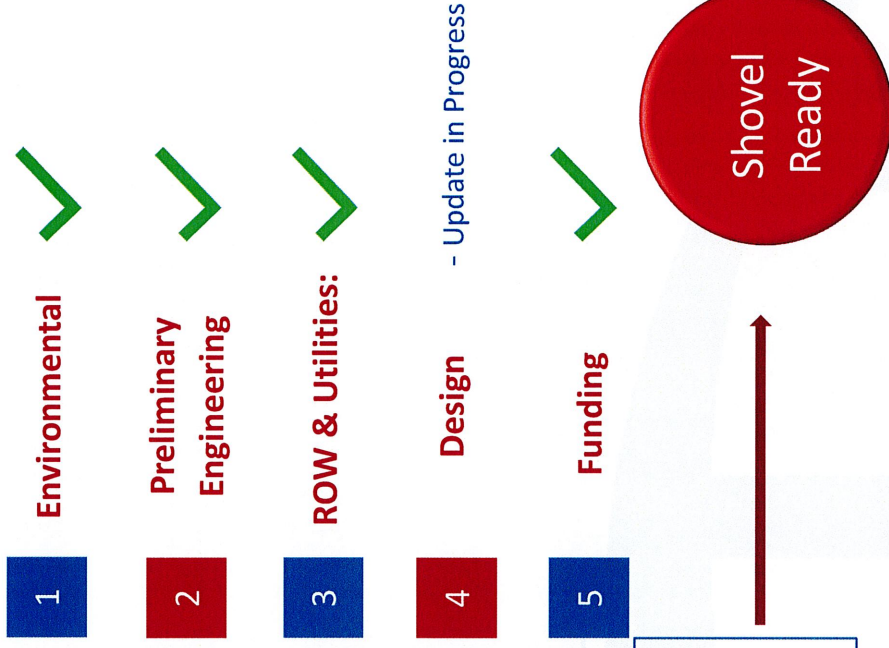 1
Environmental
2
Preliminary
Engineering
3
ROW & Utilities:
4
Design
- Update in Progress
5
Funding
Shovel
Ready